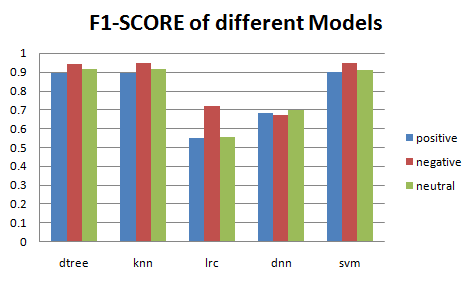 F1-SCORE of different Models
1
0.9
0.8
0.7
0.6
0.5
0.4
0.3
0.2
0.1
0
dtree knn lrc dnn svm
positive
negative
neutral